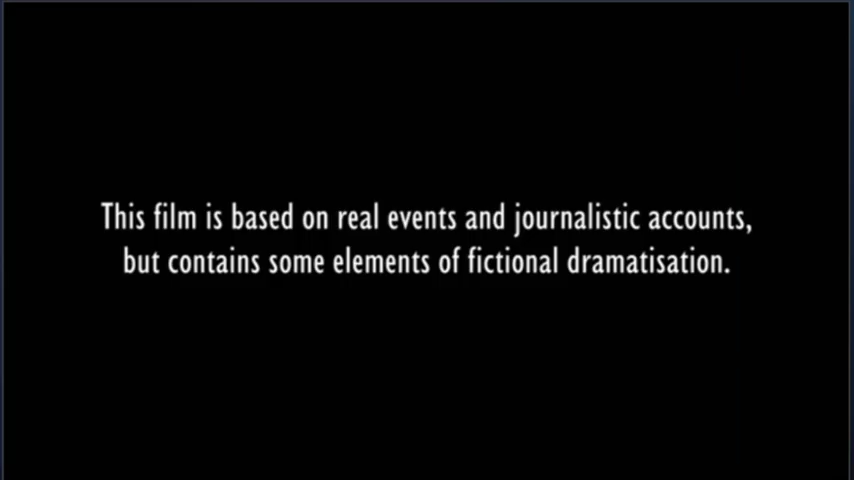 This film is based on real events and journalistic accounts,
but contains some elements of fictional dramatisation.